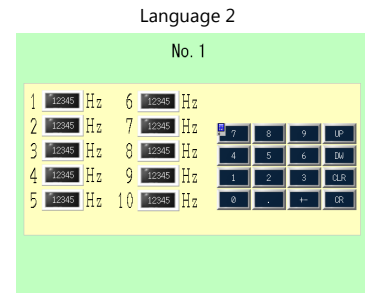 Language 2
No. 1
1 12345 Hz 6 12345 Hz
2 12345 Hz 7 12345 Hz
3 12345 Hz 8 12345 Hz
4 12345 Hz 9 12345 Hz
5 12345 Hz 10 12345 Hz
7 8 9 UP
4 5 6 DW
1 2 3 CLR
0 . +- CR